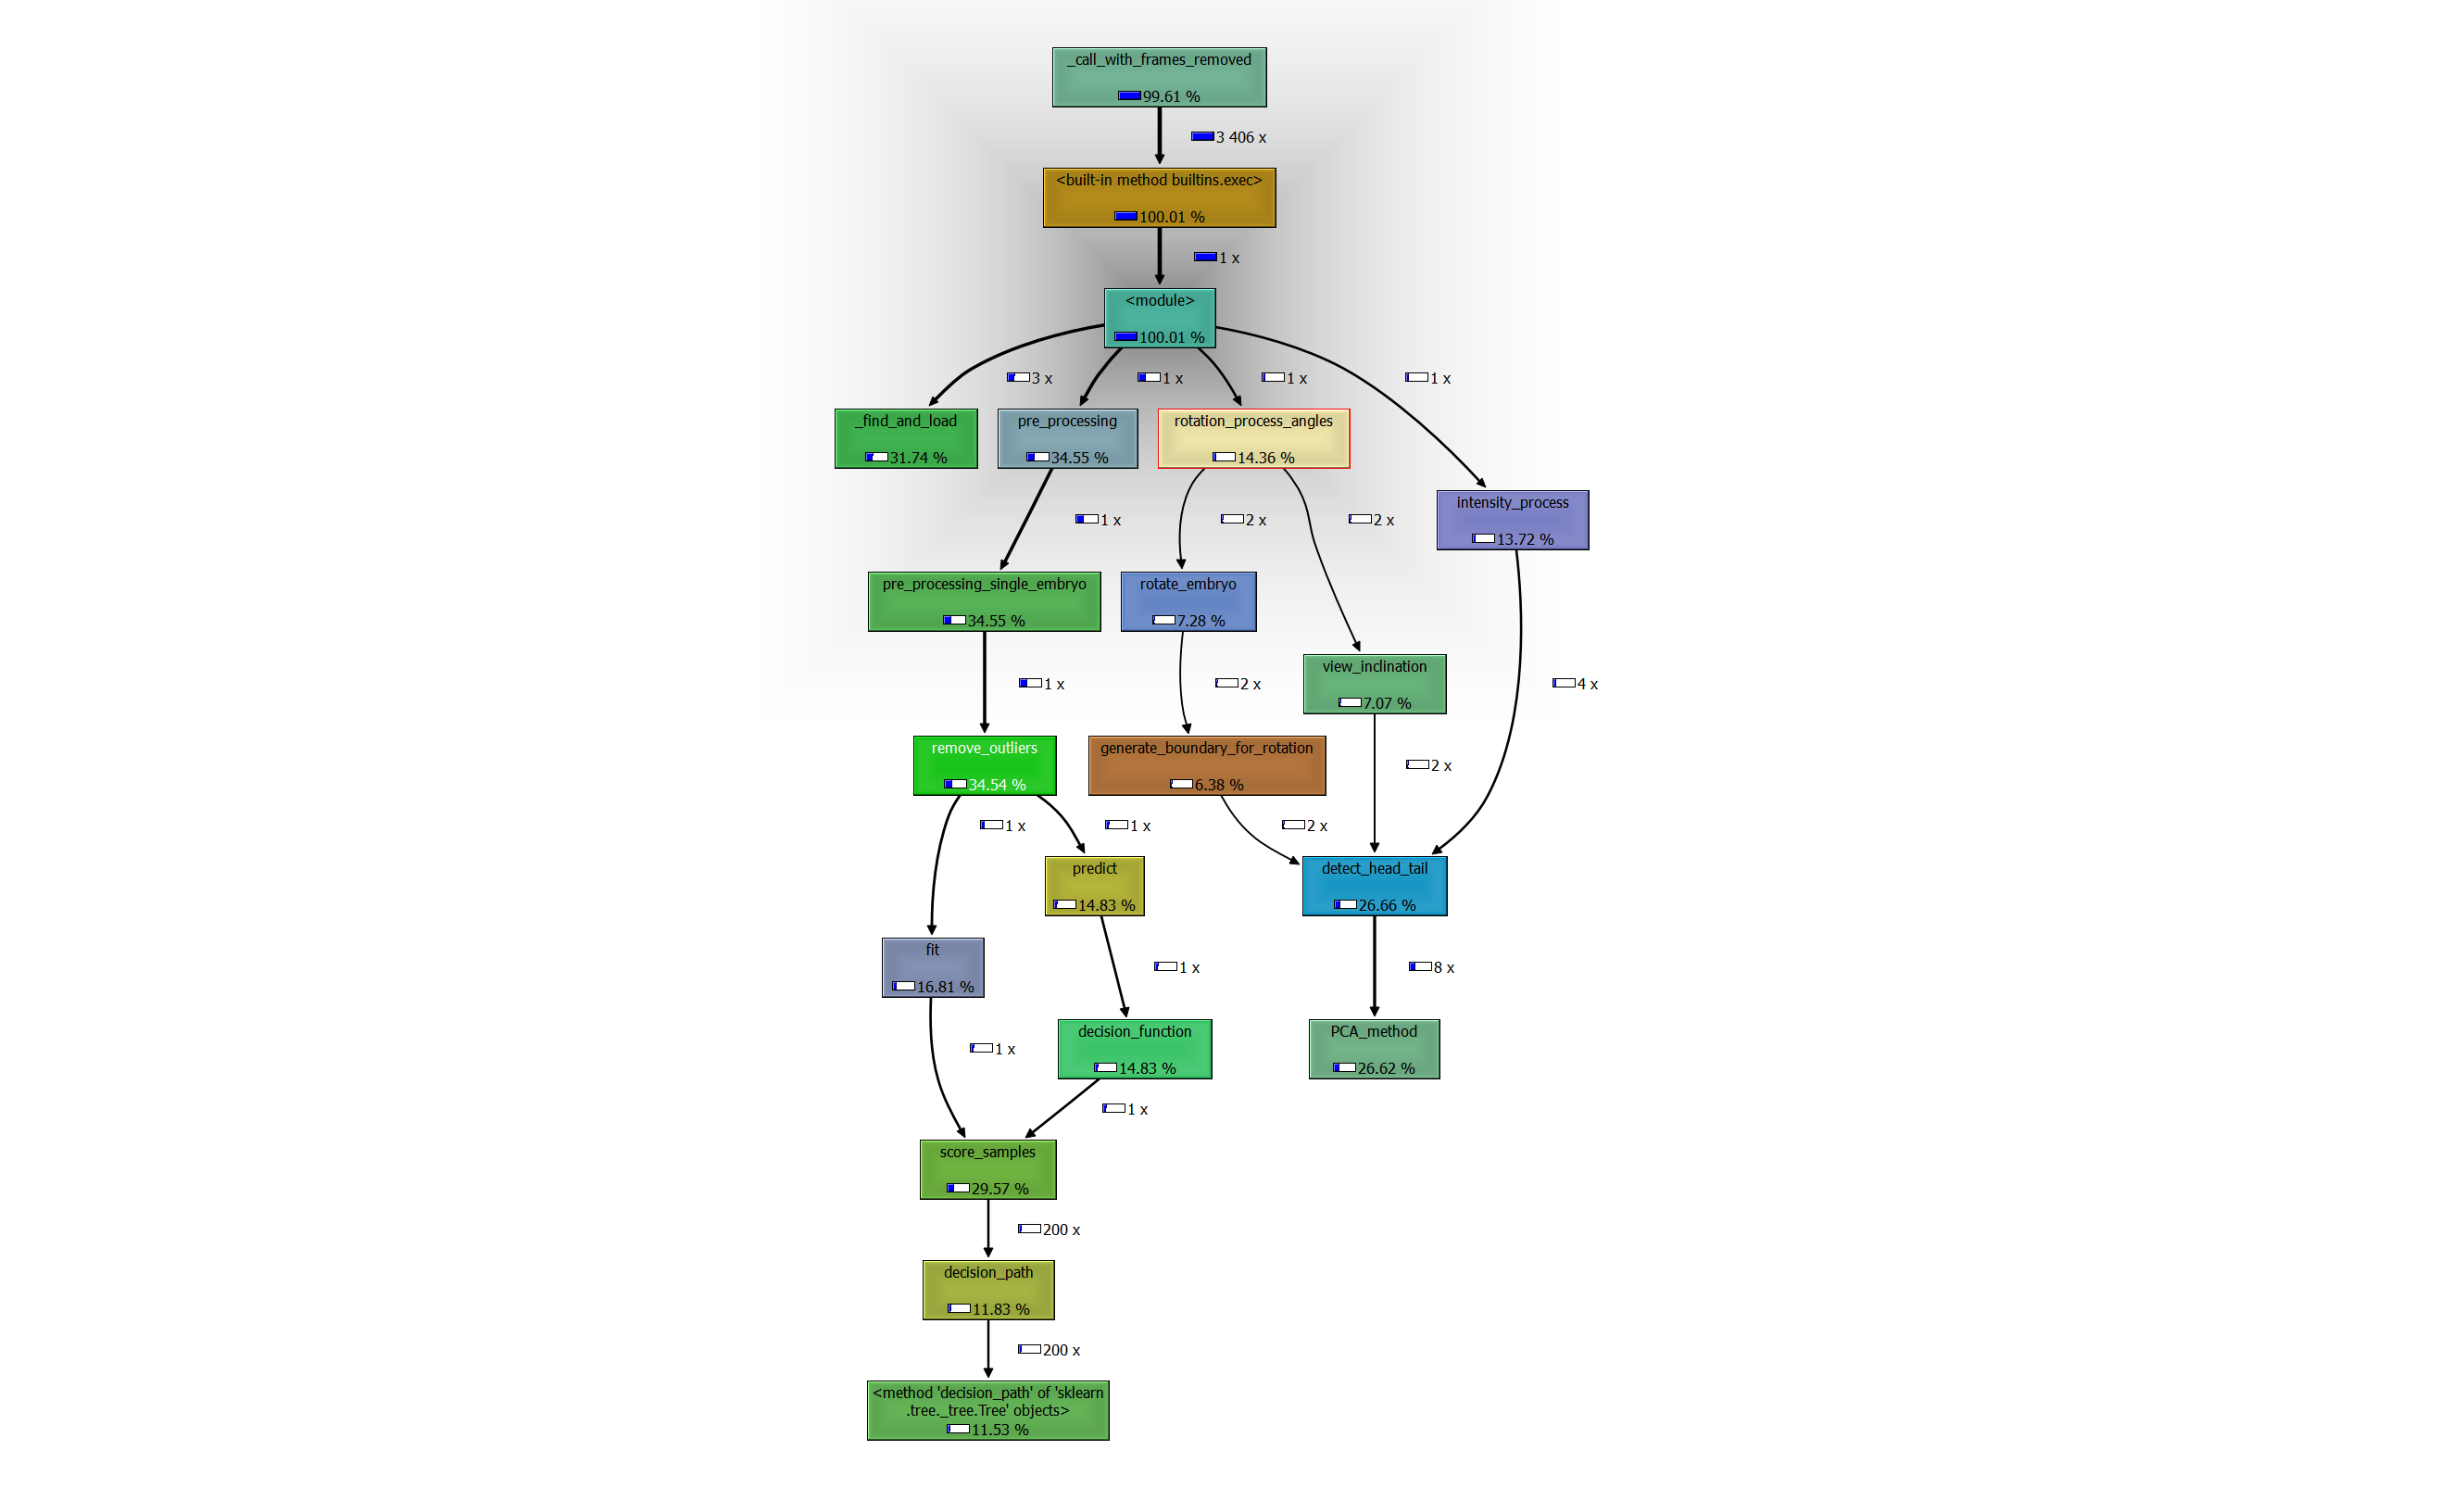 _call_with_frames_removed
99.61 %
3 406 x
<built-in method builtins.exec>
100.01 %
1 x
<module>
100.01 %
3 x
1 x
1 x
1 x
_find_and_load
31.74 %
pre_processing
34.55 %
rotation_process_angles
14.36 %
intensity_process
13.72 %
1 x
2 x
2 x
pre_processing_single_embryo
34.55 %
rotate_embryo
7.28 %
view_inclination
7.07 %
1 x
2 x
4 x
remove_outliers
34.54 %
generate_boundary_for_rotation
6.38 %
2 x
1 x
1 x
2 x
predict
14.83 %
detect_head_tail
26.66 %
fit
16.81 %
1 x
8 x
decision_function
14.83 %
PCA_method
26.62 %
1 x
1 x
score_samples
29.57 %
200 x
decision_path
11.83 %
200 x
<method 'decision_path' of 'sklearn
.tree._tree.Tree' objects>
11.53 %